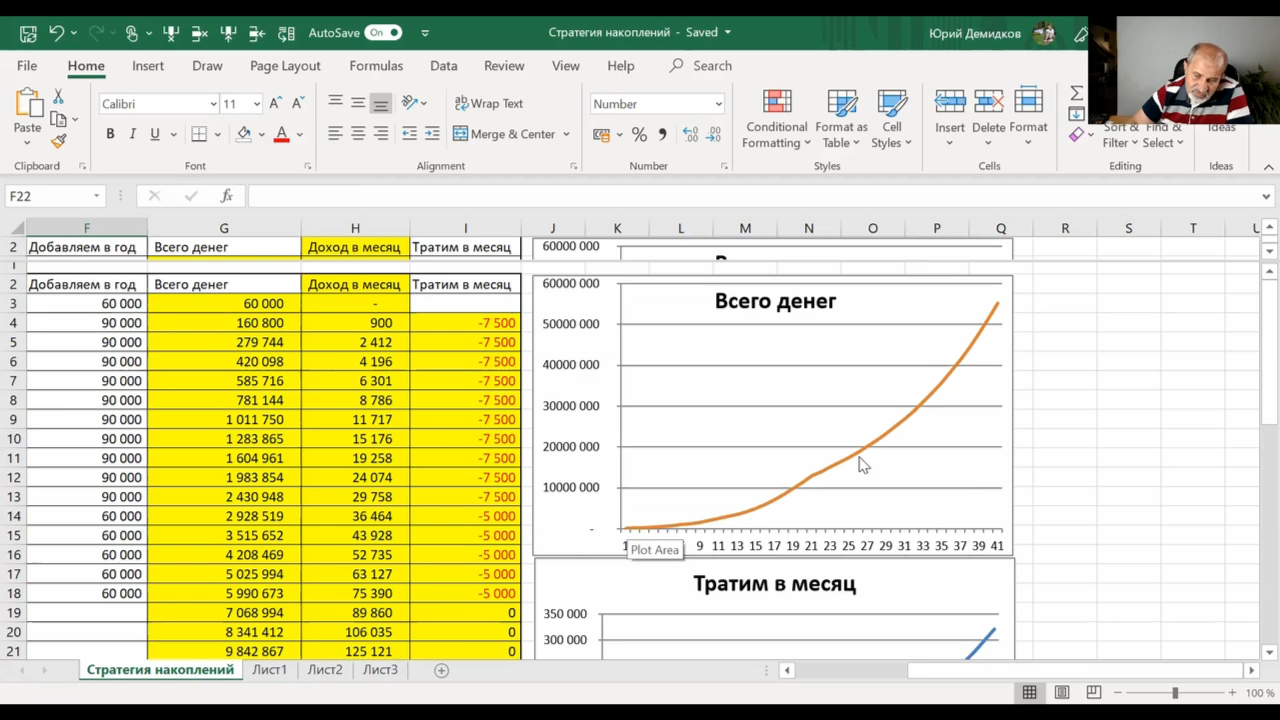 AutoSave On
Стратегия накоплений - Saved
Юрий Демидков
File Home Insert Draw Page Layout Formulas Data Review View Help Search
Paste
Calibri 11
B I U
Wrap Text
Merge & Center
Number
Conditional Formatting
Format as Table
Cell Styles
Insert Delete Format
Sort & Filter
Find & Select
Ideas
Clipboard Font Alignment Number Styles Cells Editing Ideas
F22 fx
F G H I J K L M N O P Q R S T U
2 Добавляем в год Всего денег Доход в месяц Тратим в месяц 60000 000
2 Добавляем в год Всего денег Доход в месяц Тратим в месяц
3 60 000 60 000 -
4 90 000 160 800 900 -7 500
5 90 000 279 744 2 412 -7 500
6 90 000 420 098 4 196 -7 500
7 90 000 585 716 6 301 -7 500
8 90 000 781 144 8 786 -7 500
9 90 000 1 011 750 11 717 -7 500
10 90 000 1 283 865 15 176 -7 500
11 90 000 1 604 961 19 258 -7 500
12 90 000 1 983 854 24 074 -7 500
13 90 000 2 430 948 29 758 -7 500
14 60 000 2 928 519 36 464 -5 000
15 60 000 3 515 652 43 928 -5 000
16 60 000 4 208 469 52 735 -5 000
17 60 000 5 025 994 63 127 -5 000
18 60 000 5 990 673 75 390 -5 000
19 7 068 994 89 860 0
20 8 341 412 106 035 0
21 9 842 867 125 121 0
Всего денег
60000 000
50000 000
40000 000
30000 000
20000 000
10000 000
-
9 11 13 15 17 19 21 23 25 27 29 31 33 35 37 39 41
Plot Area
Тратим в месяц
350 000
300 000
Стратегия накоплений Лист1 Лист2 Лист3
100 %